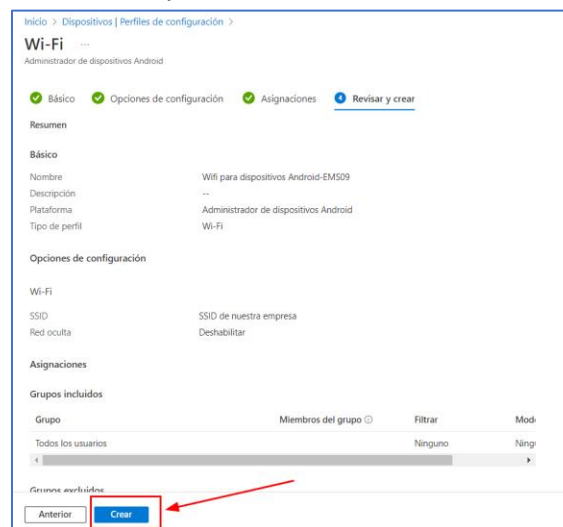 Inicio > Dispositivos | Perfiles de configuración >
Wi-Fi ...
Administrador de dispositivos Android
Básico Opciones de configuración Asignaciones 4 Revisar y crear
Resumen
Básico
Nombre Wifi para dispositivos Android-EMS09
Descripción --
Plataforma Administrador de dispositivos Android
Tipo de perfil Wi-Fi
Opciones de configuración
Wi-Fi
SSID SSID de nuestra empresa
Red oculta Deshabilitar
Asignaciones
Grupos incluidos
Grupo Miembros del grupo Filtrar Mod
Todos los usuarios Ninguno Ning
Grupos excluidos
Anterior Crear